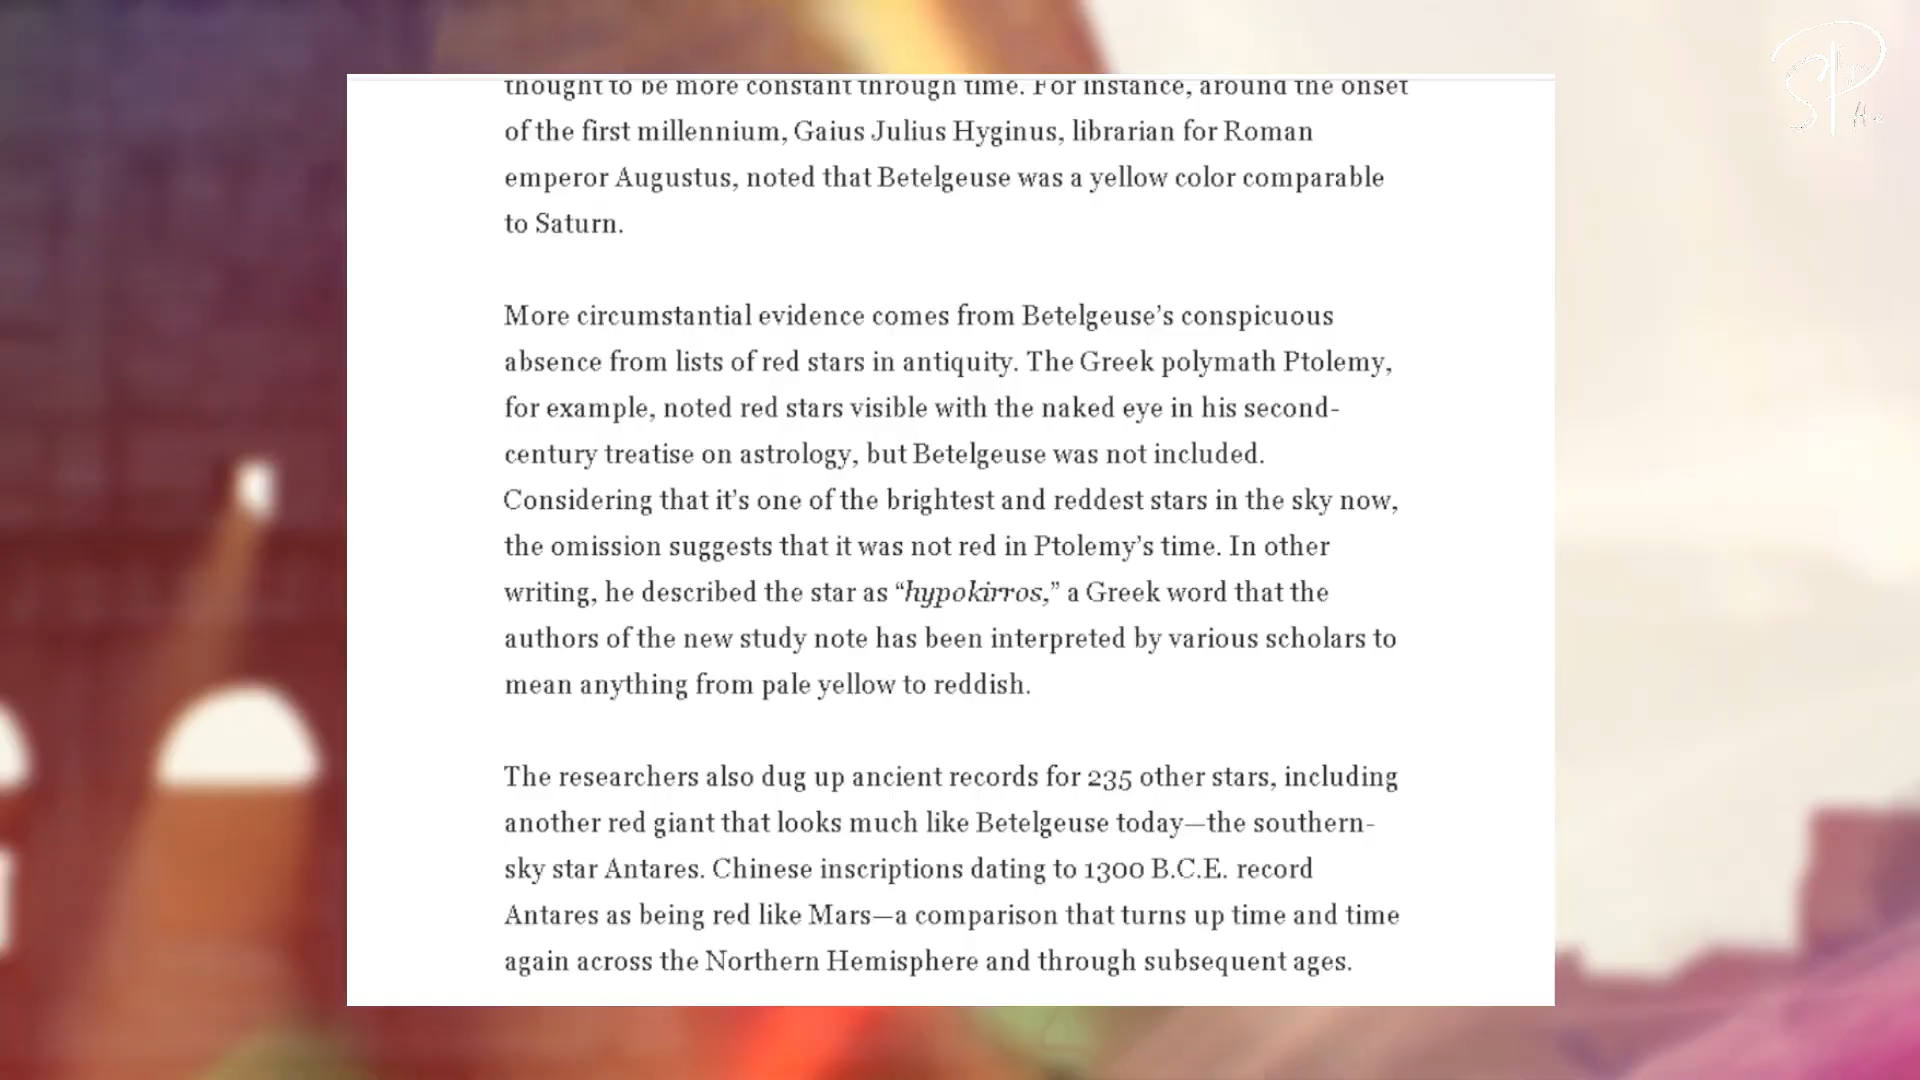 thought to be more constant through time. For instance, around the onset
of the first millennium, Gaius Julius Hyginus, librarian for Roman
emperor Augustus, noted that Betelgeuse was a yellow color comparable
to Saturn.
More circumstantial evidence comes from Betelgeuse’s conspicuous
absence from lists of red stars in antiquity. The Greek polymath Ptolemy,
for example, noted red stars visible with the naked eye in his second-
century treatise on astrology, but Betelgeuse was not included.
Considering that it’s one of the brightest and reddest stars in the sky now,
the omission suggests that it was not red in Ptolemy’s time. In other
writing, he described the star as “hypokirros,” a Greek word that the
authors of the new study note has been interpreted by various scholars to
mean anything from pale yellow to reddish.
The researchers also dug up ancient records for 235 other stars, including
another red giant that looks much like Betelgeuse today—the southern-
sky star Antares. Chinese inscriptions dating to 1300 B.C.E. record
Antares as being red like Mars—a comparison that turns up time and time
again across the Northern Hemisphere and through subsequent ages.